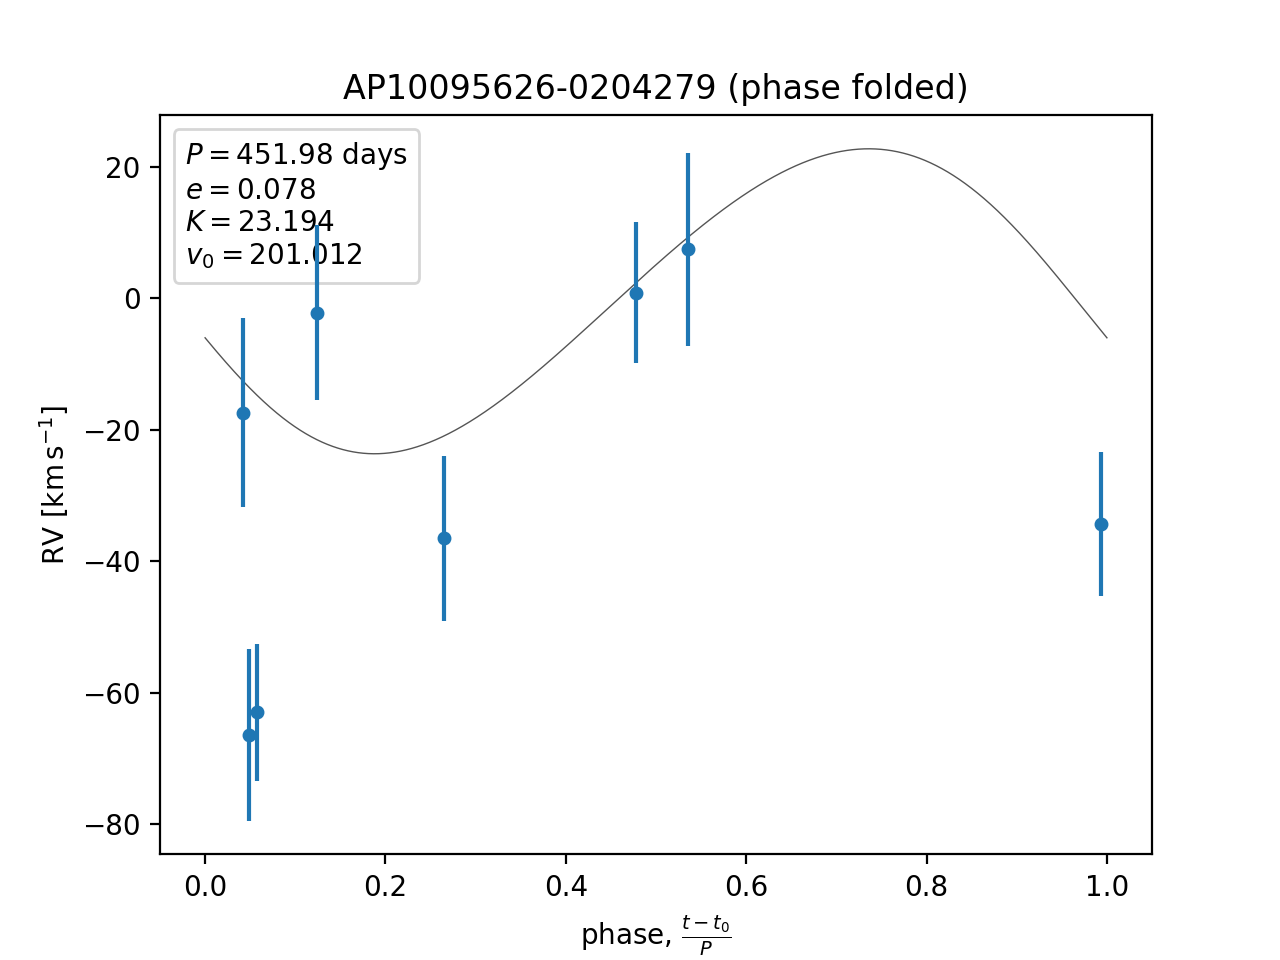 AP10095626-0204279 (phase folded)
P = 451.98 days
e = 0.078
K = 23.194
v₀ = 201.012
20
0
−20
−40
−60
−80
RV [km s⁻¹]
0.0 0.2 0.4 0.6 0.8 1.0
phase, (t − t₀)/P